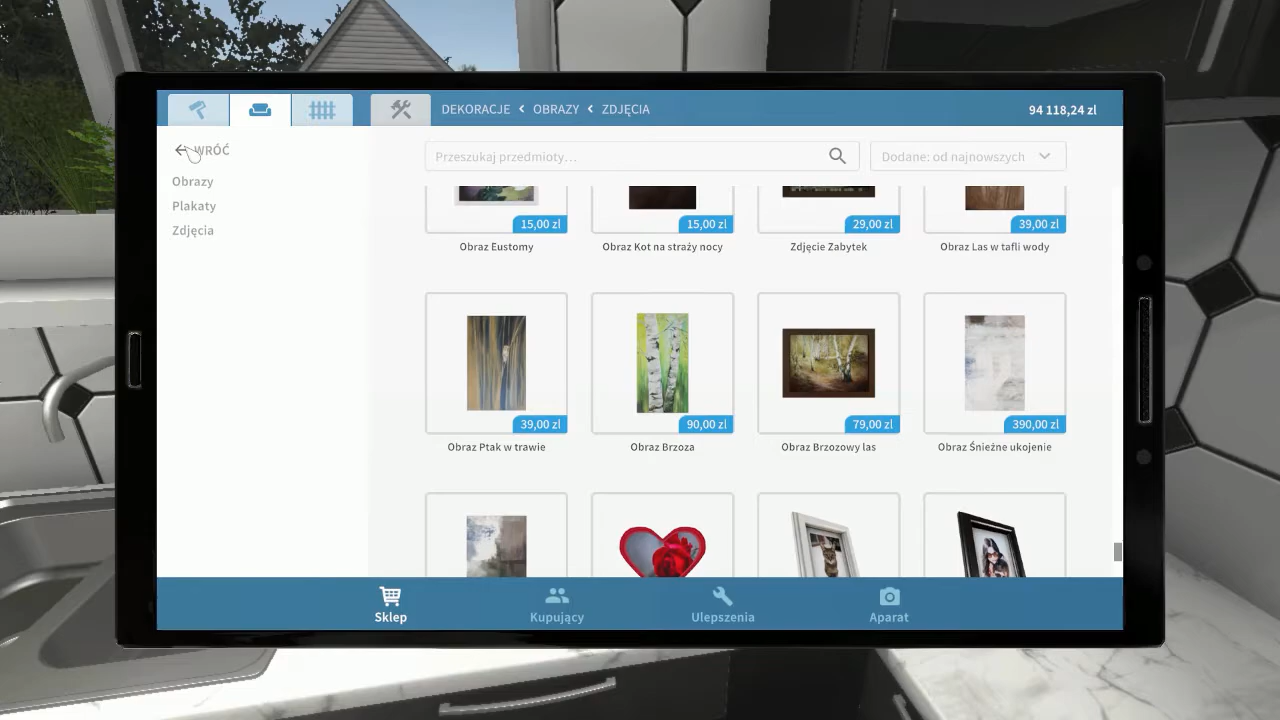 DEKORACJE < OBRAZY < ZDJĘCIA
94 118,24 zl
WRÓĆ
Obrazy
Plakaty
Zdjęcia
Przeszukaj przedmioty...
Dodane: od najnowszych
15,00 zl
15,00 zl
29,00 zl
39,00 zl
Obraz Eustomy
Obraz Kot na straży nocy
Zdjęcie Zabytek
Obraz Las w tafli wody
39,00 zl
90,00 zl
79,00 zl
390,00 zl
Obraz Ptak w trawie
Obraz Brzoza
Obraz Brzozowy las
Obraz Śnieżne ukojenie
Sklep
Kupujący
Ulepszenia
Aparat